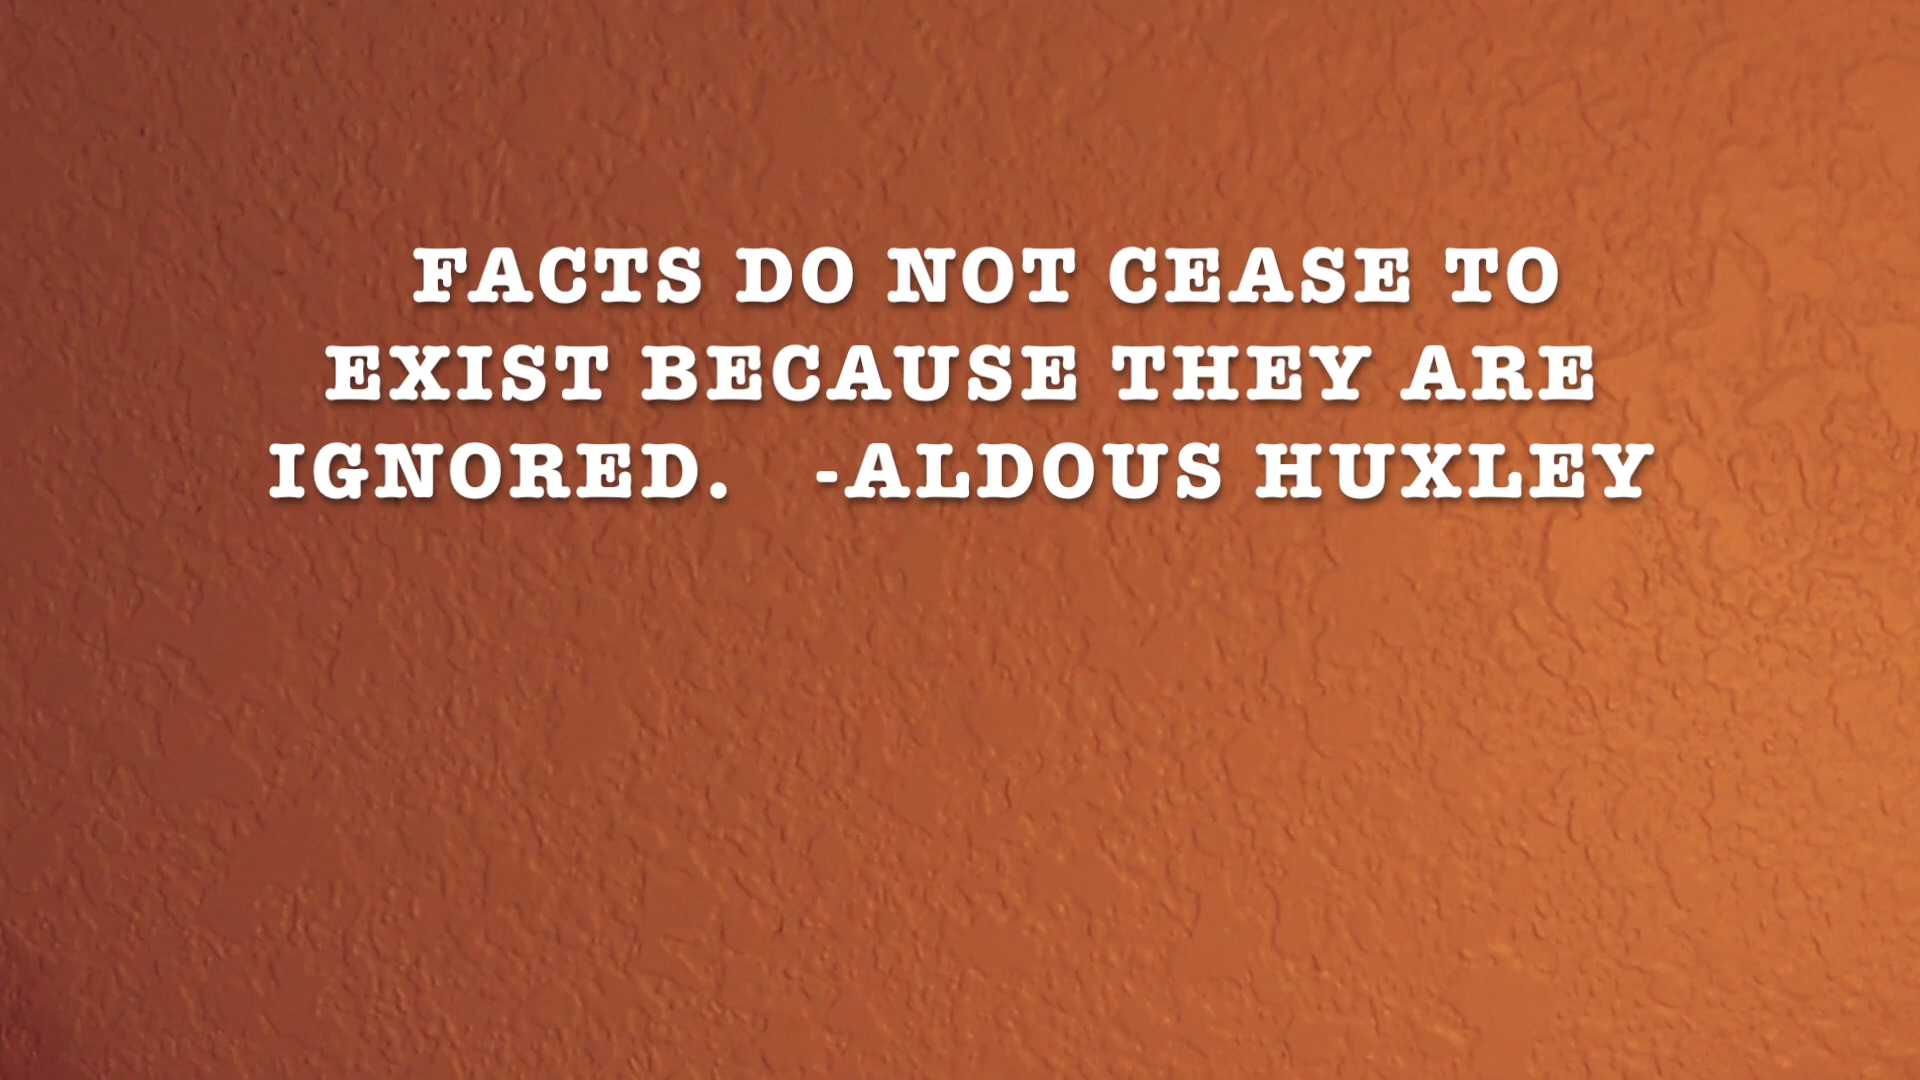 FACTS DO NOT CEASE TO
EXIST BECAUSE THEY ARE
IGNORED.   -ALDOUS HUXLEY